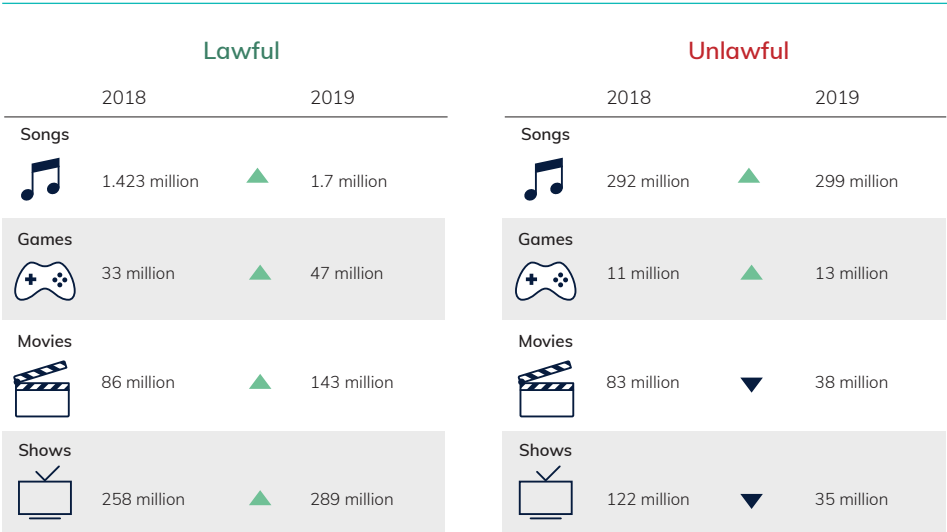 Lawful
Unlawful
2018 2019
2018 2019
Songs
1.423 million 1.7 million
Songs
292 million 299 million
Games
33 million 47 million
Games
11 million 13 million
Movies
86 million 143 million
Movies
83 million 38 million
Shows
258 million 289 million
Shows
122 million 35 million